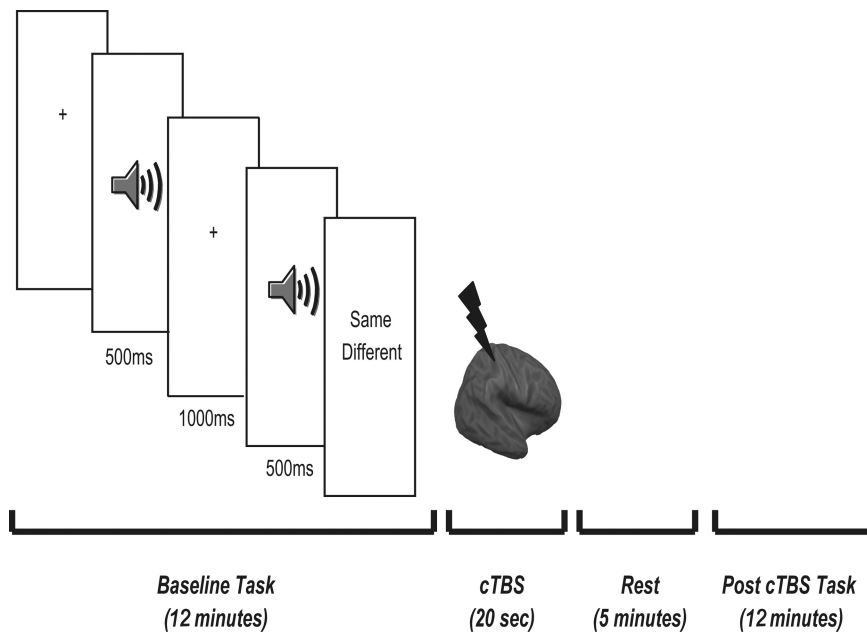 +
500ms
+
1000ms
500ms
Same
Different
Baseline Task
(12 minutes)
cTBS
(20 sec)
Rest
(5 minutes)
Post cTBS Task
(12 minutes)